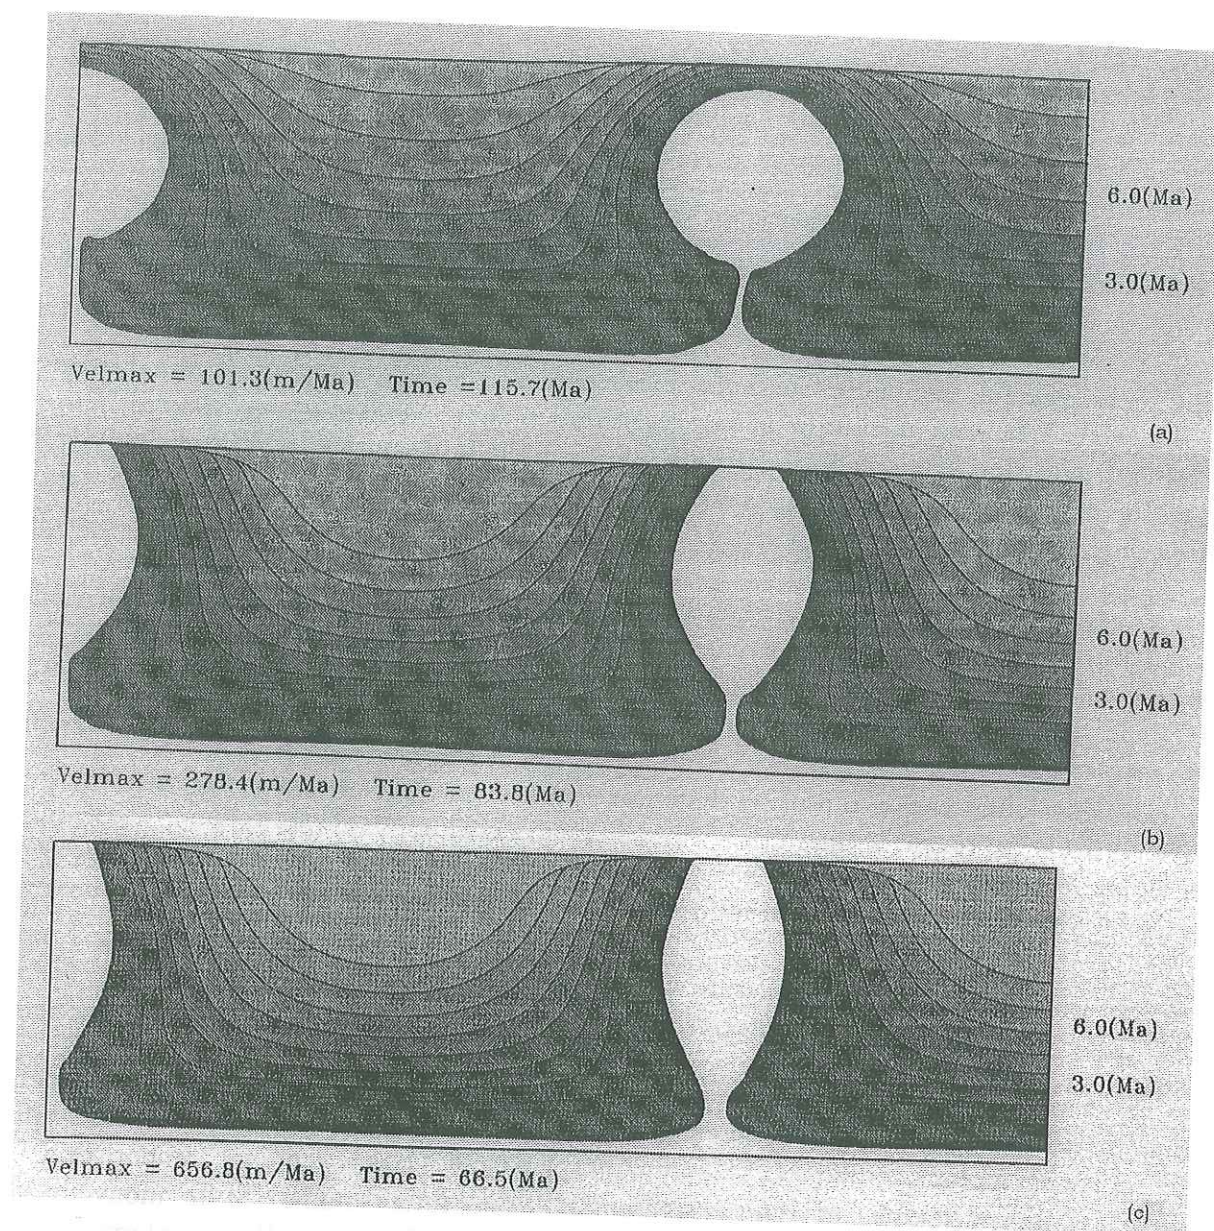 6.0(Ma)
3.0(Ma)
Velmax = 101.3(m/Ma) Time =115.7(Ma)
(a)
6.0(Ma)
3.0(Ma)
Velmax = 278.4(m/Ma) Time = 83.8(Ma)
(b)
6.0(Ma)
3.0(Ma)
Velmax = 656.8(m/Ma) Time = 66.5(Ma)
(c)